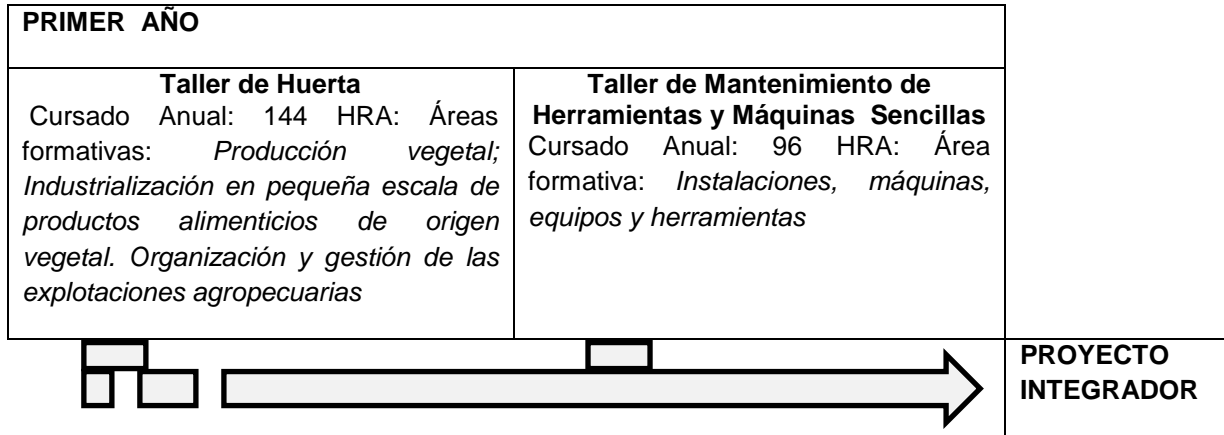 PRIMER AÑO
Taller de Huerta
Cursado Anual: 144 HRA: Áreas
formativas: Producción vegetal;
Industrialización en pequeña escala de
productos alimenticios de origen
vegetal. Organización y gestión de las
explotaciones agropecuarias
Taller de Mantenimiento de
Herramientas y Máquinas Sencillas
Cursado Anual: 96 HRA: Área
formativa: Instalaciones, máquinas,
equipos y herramientas
PROYECTO
INTEGRADOR